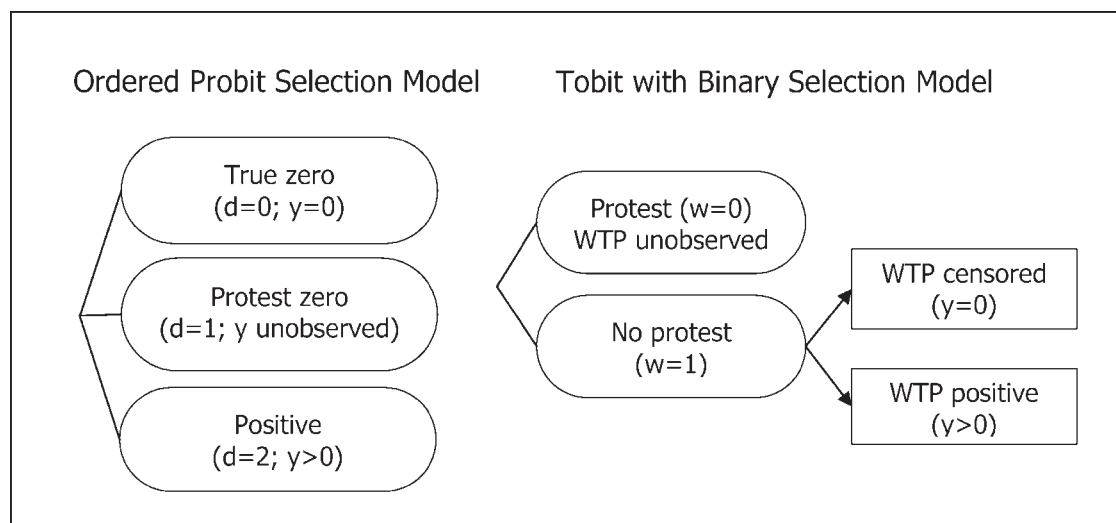 Ordered Probit Selection Model
True zero
(d=0; y=0)
Protest zero
(d=1; y unobserved)
Positive
(d=2; y>0)
Tobit with Binary Selection Model
Protest (w=0)
WTP unobserved
No protest
(w=1)
WTP censored
(y=0)
WTP positive
(y>0)